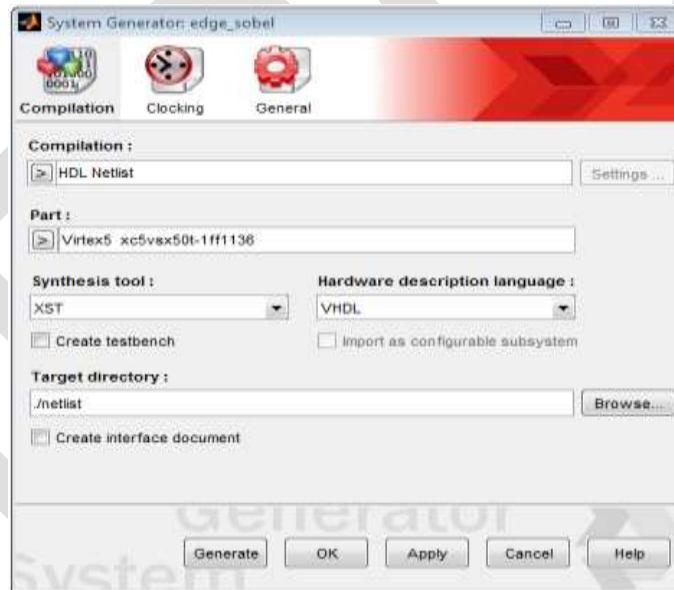 System Generator: edge_sobel
Compilation Clocking General
Compilation :
HDL Netlist Settings ...
Part :
Virtex5 xc5vsx50t-1ff1136
Synthesis tool : Hardware description language :
XST VHDL
Create testbench Import as configurable subsystem
Target directory :
./netlist Browse...
Create interface document
Generator
Generate OK Apply Cancel Help
System